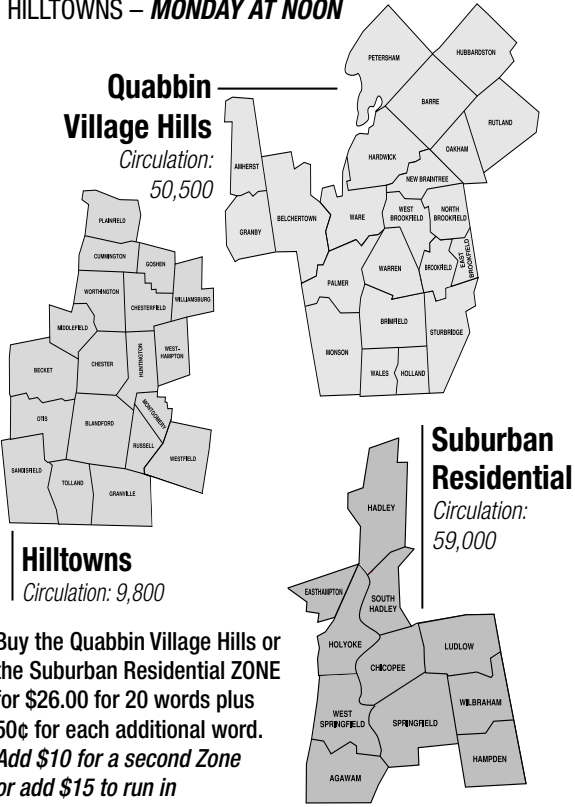 HILLTOWNS – MONDAY AT NOON
Quabbin
Village Hills
Circulation:
50,500
PETERSHAM
HUBBARDSTON
BARRE
RUTLAND
HARDWICK
OAKHAM
NEW BRAINTREE
AMHERST
BELCHERTOWN
GRANBY
WARE
WEST
BROOKFIELD
NORTH
BROOKFIELD
EAST
BROOKFIELD
PALMER
WARREN
BROOKFIELD
BRIMFIELD
STURBRIDGE
MONSON
WALES
HOLLAND
PLAINFIELD
CUMMINGTON
GOSHEN
WORTHINGTON
CHESTERFIELD
WILLIAMSBURG
MIDDLEFIELD
BECKET
CHESTER
HUNTINGTON
WEST-
HAMPTON
OTIS
BLANDFORD
MONTGOMERY
RUSSELL
WESTFIELD
SANDISFIELD
TOLLAND
GRANVILLE
Hilltowns
Circulation: 9,800
Suburban
Residential
Circulation:
59,000
HADLEY
EASTHAMPTON
SOUTH
HADLEY
HOLYOKE
CHICOPEE
LUDLOW
WEST
SPRINGFIELD
SPRINGFIELD
WILBRAHAM
AGAWAM
HAMPDEN
Buy the Quabbin Village Hills or
the Suburban Residential ZONE
for $26.00 for 20 words plus
50¢ for each additional word.
Add $10 for a second Zone
or add $15 to run in